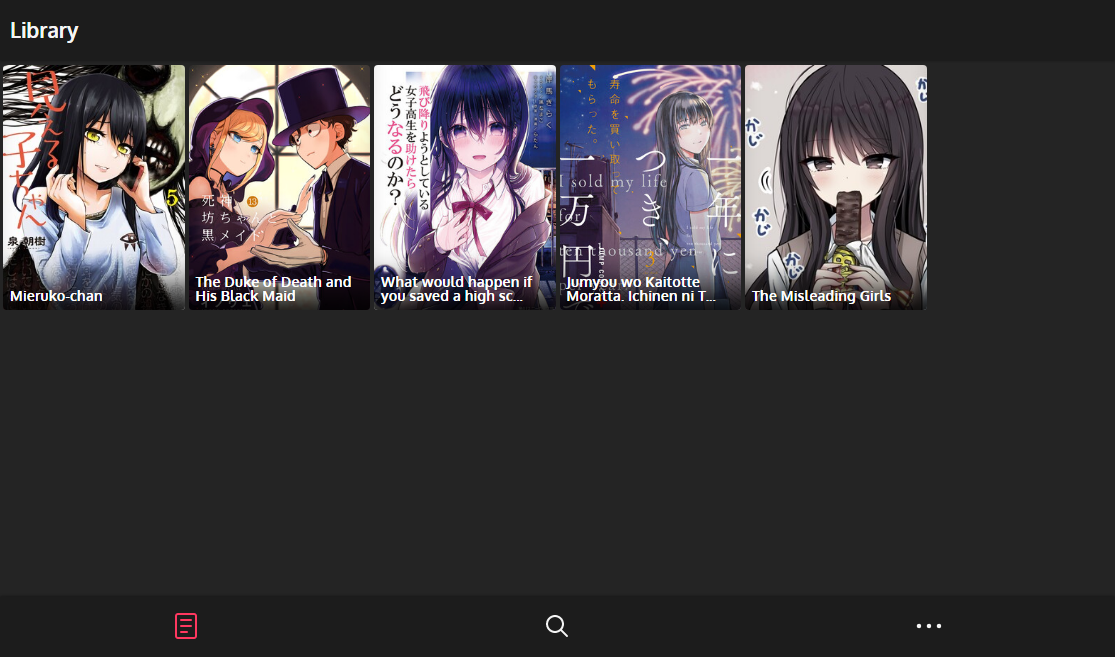 Library
見える
子ちゃん
5
泉 朝樹
Mieruko-chan
死神
坊ちゃんと
黒メイド
13
The Duke of Death and
His Black Maid
飛び降りようとしている
女子高生を助けたら
どうなるのか?
What would happen if
you saved a high sc...
寿命を買い取って
もらった。
一年に
つき、
一万円
I sold my life
for
ten thousand yen
3
Jumyou wo Kaitotte
Moratta. Ichinen ni T...
かじ
かじ
かじ
The Misleading Girls